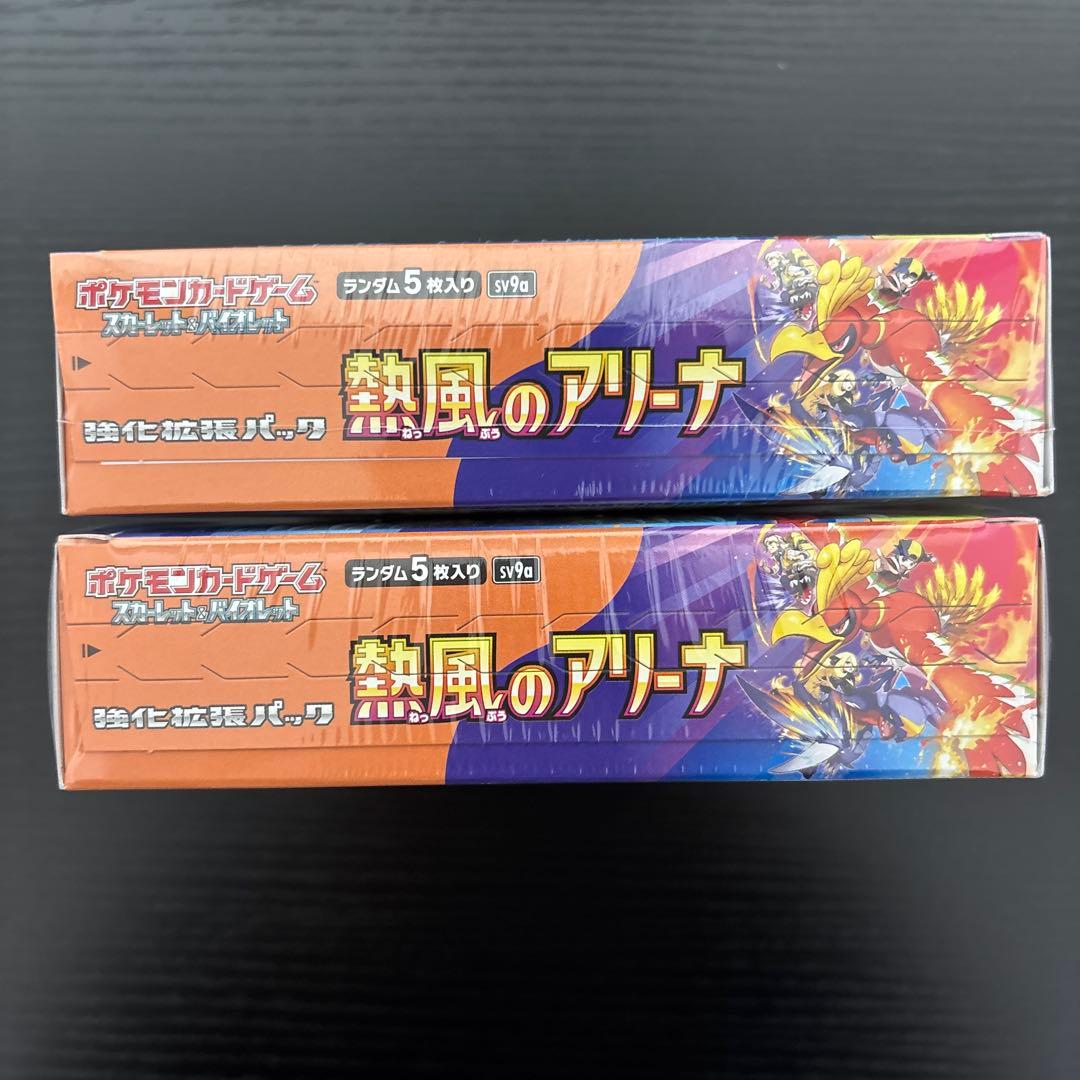 ポケモンカードゲーム
スカーレット&バイオレット
ランダム5枚入り
sv9a
強化拡張パック
熱風のアリーナ
ねっ ぷう
ポケモンカードゲーム
スカーレット&バイオレット
ランダム5枚入り
sv9a
強化拡張パック
熱風のアリーナ
ねっ ぷう